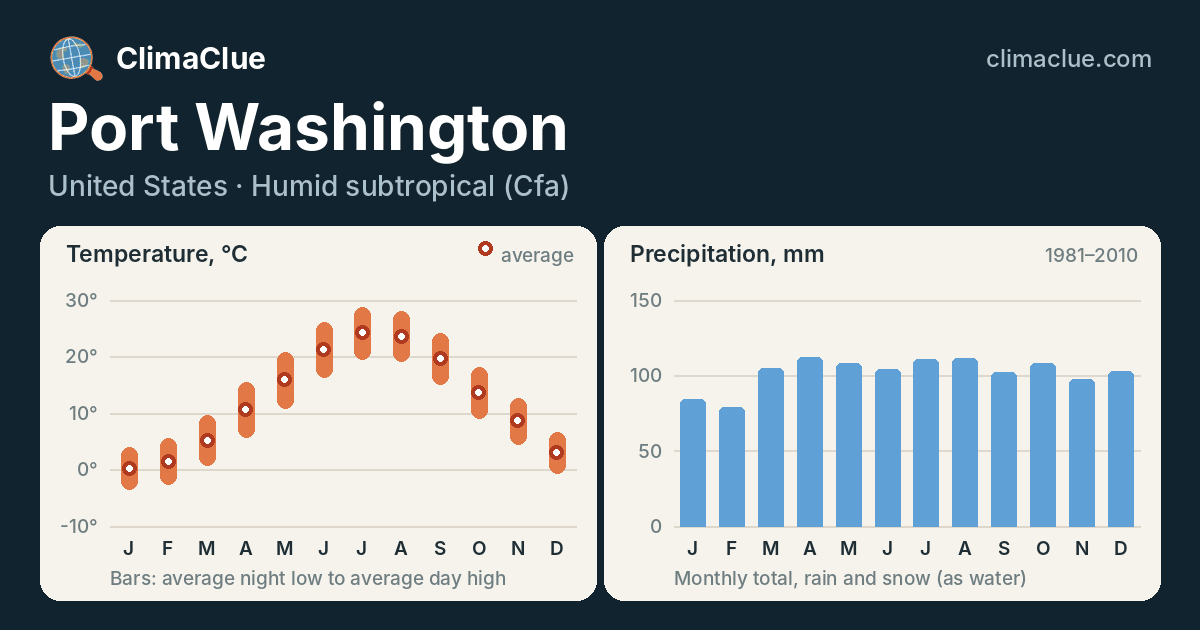 ClimaClue
climaclue.com
Port Washington
United States · Humid subtropical (Cfa)
Temperature, °C
average
30°
20°
10°
0°
-10°
J F M A M J J A S O N D
Bars: average night low to average day high
Precipitation, mm
1981–2010
150
100
50
0
J F M A M J J A S O N D
Monthly total, rain and snow (as water)